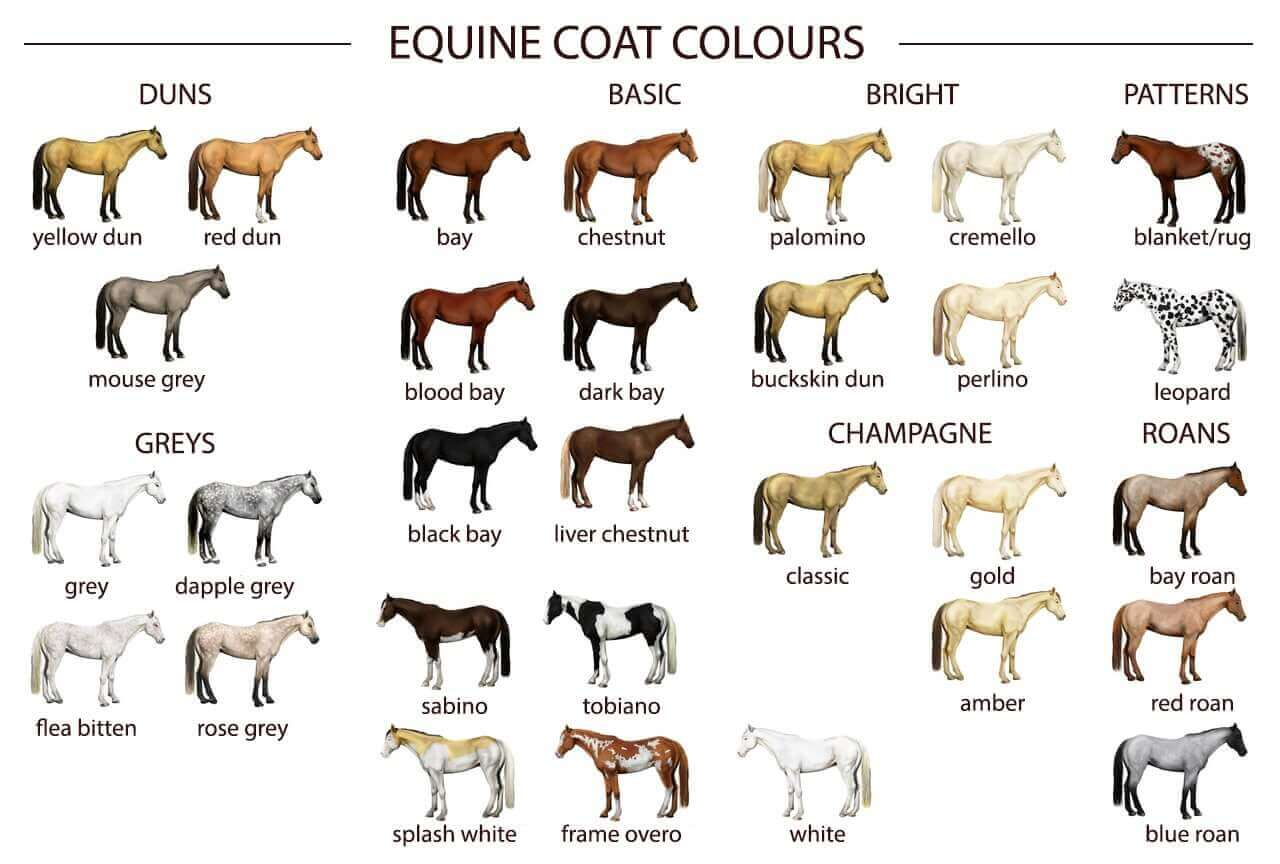 EQUINE COAT COLOURS
DUNS
BASIC
BRIGHT
PATTERNS
yellow dun
red dun
bay
chestnut
palomino
cremello
blanket/rug
mouse grey
blood bay
dark bay
buckskin dun
perlino
leopard
GREYS
CHAMPAGNE
ROANS
black bay
liver chestnut
grey
dapple grey
classic
gold
bay roan
sabino
tobiano
amber
red roan
flea bitten
rose grey
splash white
frame overo
white
blue roan